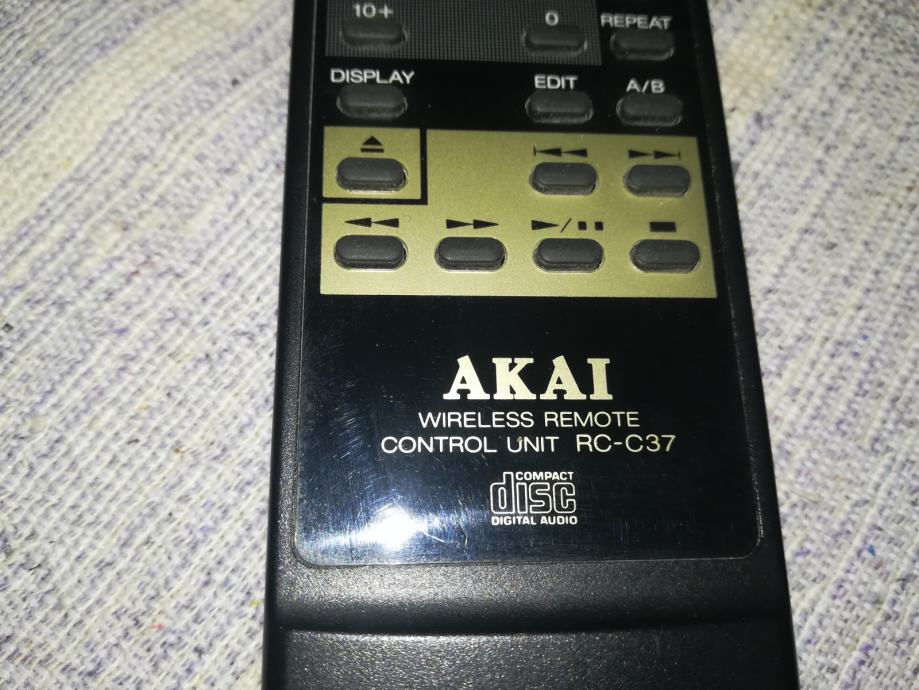 10+ 0 REPEAT
DISPLAY EDIT A/B
AKAI
WIRELESS REMOTE
CONTROL UNIT RC-C37
COMPACT
disc
DIGITAL AUDIO